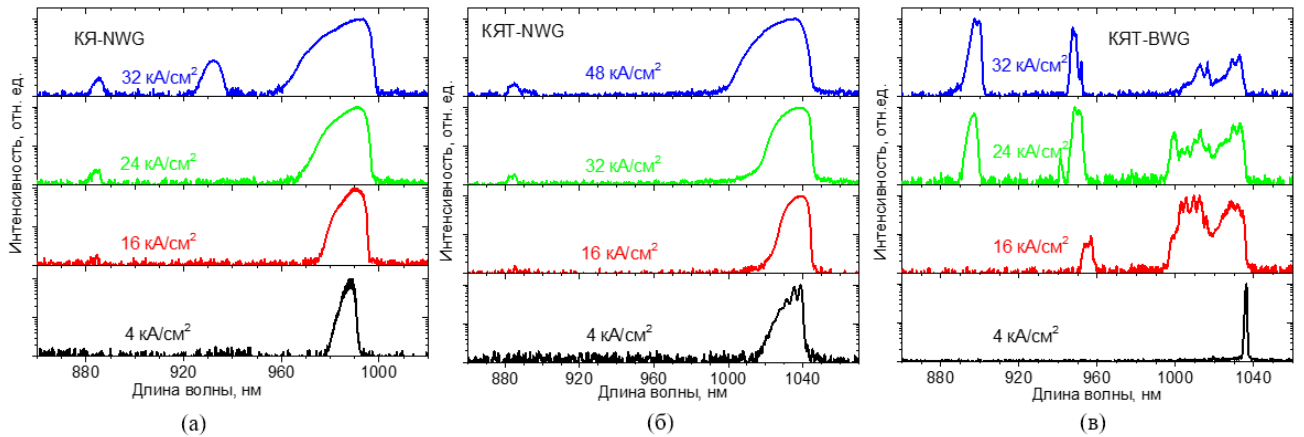 Интенсивность, отн. ед.
КЯ-NWG
32 кА/см²
24 кА/см²
16 кА/см²
4 кА/см²
880 920 960 1000
Длина волны, нм
(а)
Интенсивность, отн.ед.
КЯТ-NWG
48 кА/см²
32 кА/см²
16 кА/см²
4 кА/см²
880 920 960 1000 1040
Длина волны, нм
(б)
Интенсивность, отн.ед.
КЯТ-BWG
32 кА/см²
24 кА/см²
16 кА/см²
4 кА/см²
880 920 960 1000 1040
Длина волны, нм
(в)